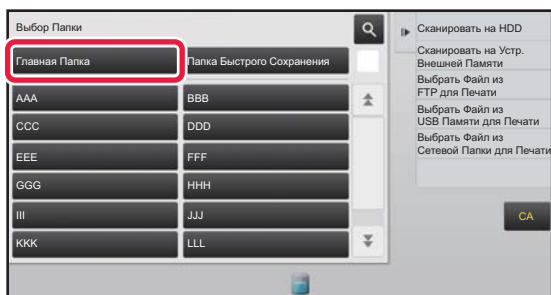 Выбор Папки
Главная Папка
Папка Быстрого Сохранения
AAA
BBB
CCC
DDD
EEE
FFF
GGG
HHH
III
JJJ
KKK
LLL
Сканировать на HDD
Сканировать на Устр.
Внешней Памяти
Выбрать Файл из
FTP для Печати
Выбрать Файл из
USB Памяти для Печати
Выбрать Файл из
Сетевой Папки для Печати
CA